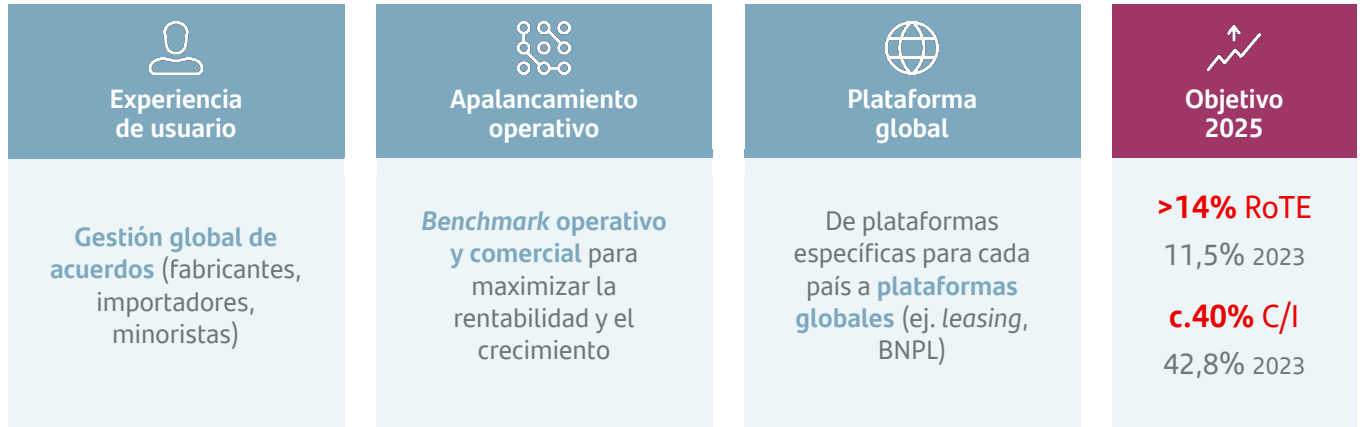 Experiencia
de usuario
Gestión global de
acuerdos (fabricantes,
importadores,
minoristas)
Apalancamiento
operativo
Benchmark operativo
y comercial para
maximizar la
rentabilidad y el
crecimiento
Plataforma
global
De plataformas
específicas para cada
país a plataformas
globales (ej. leasing,
BNPL)
Objetivo
2025
>14% RoTE
11,5% 2023
c.40% C/I
42,8% 2023